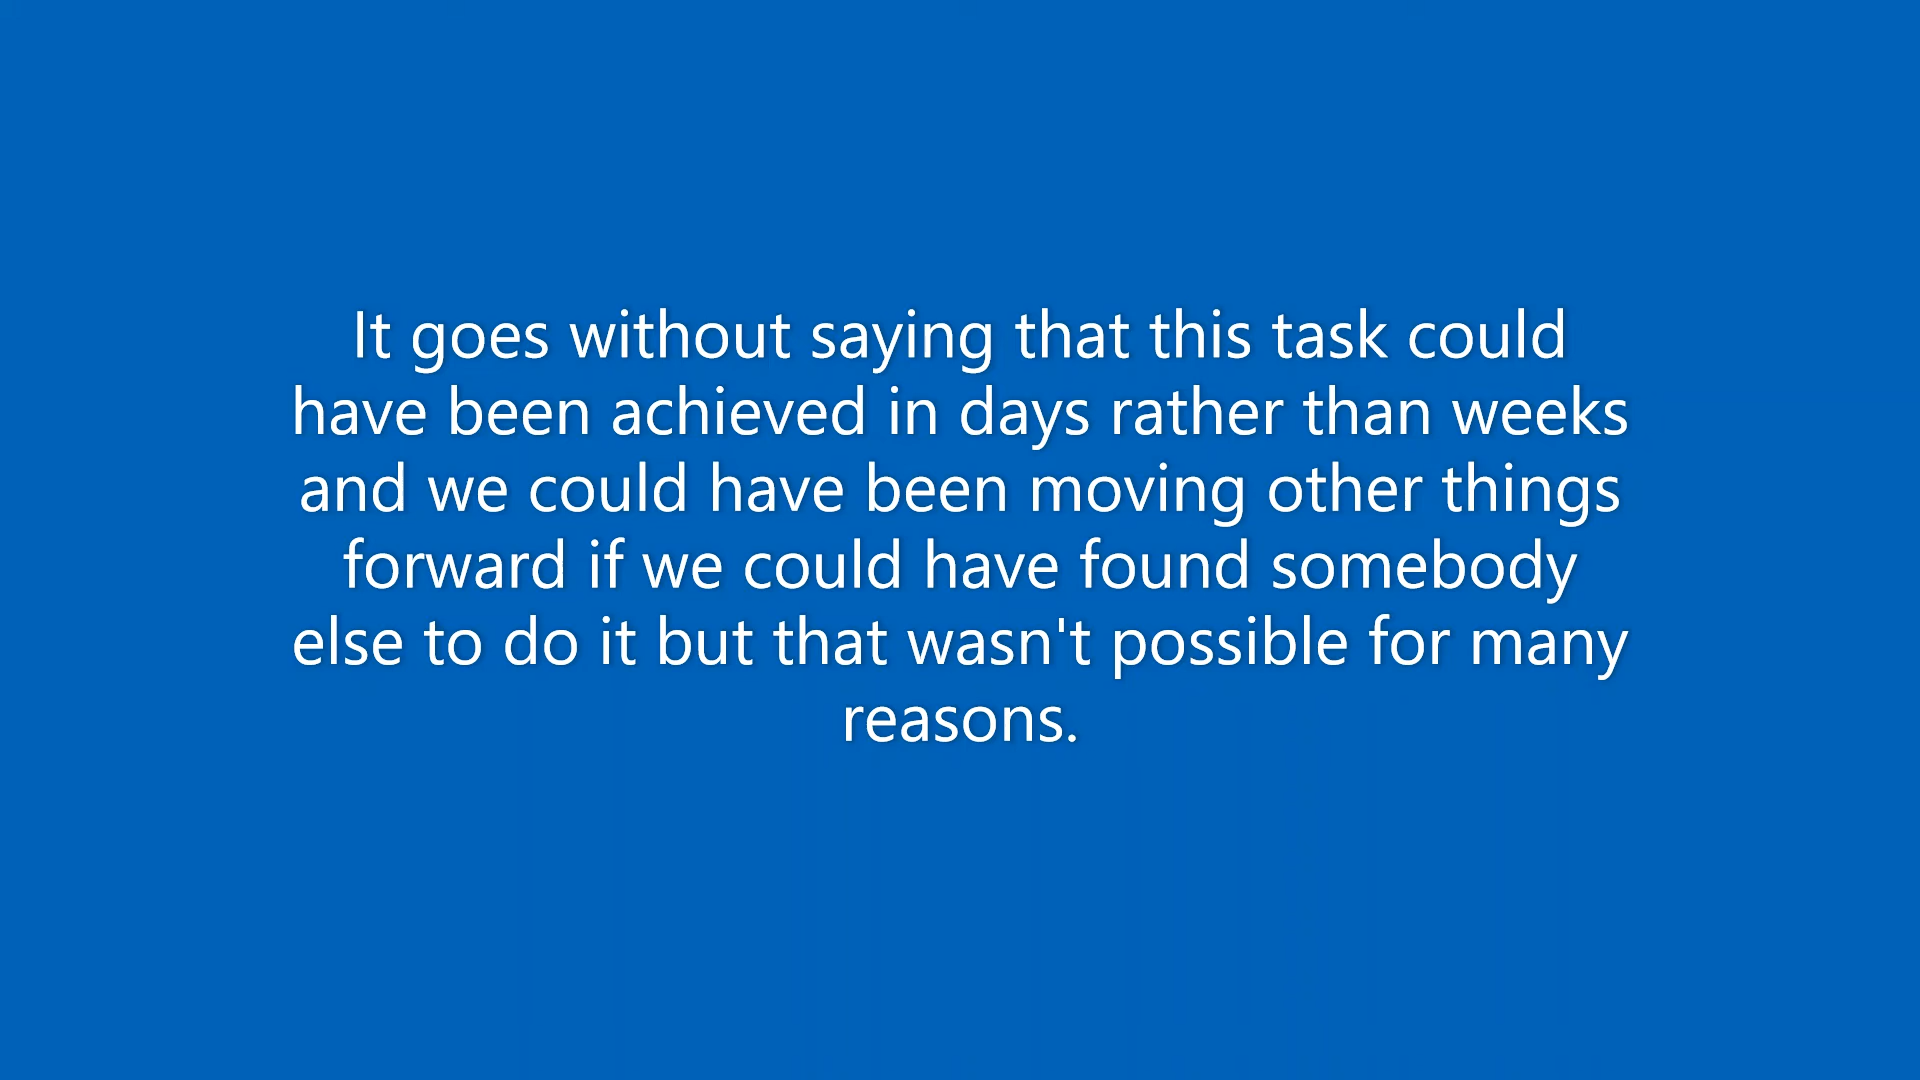 It goes without saying that this task could
have been achieved in days rather than weeks
and we could have been moving other things
forward if we could have found somebody
else to do it but that wasn't possible for many
reasons.